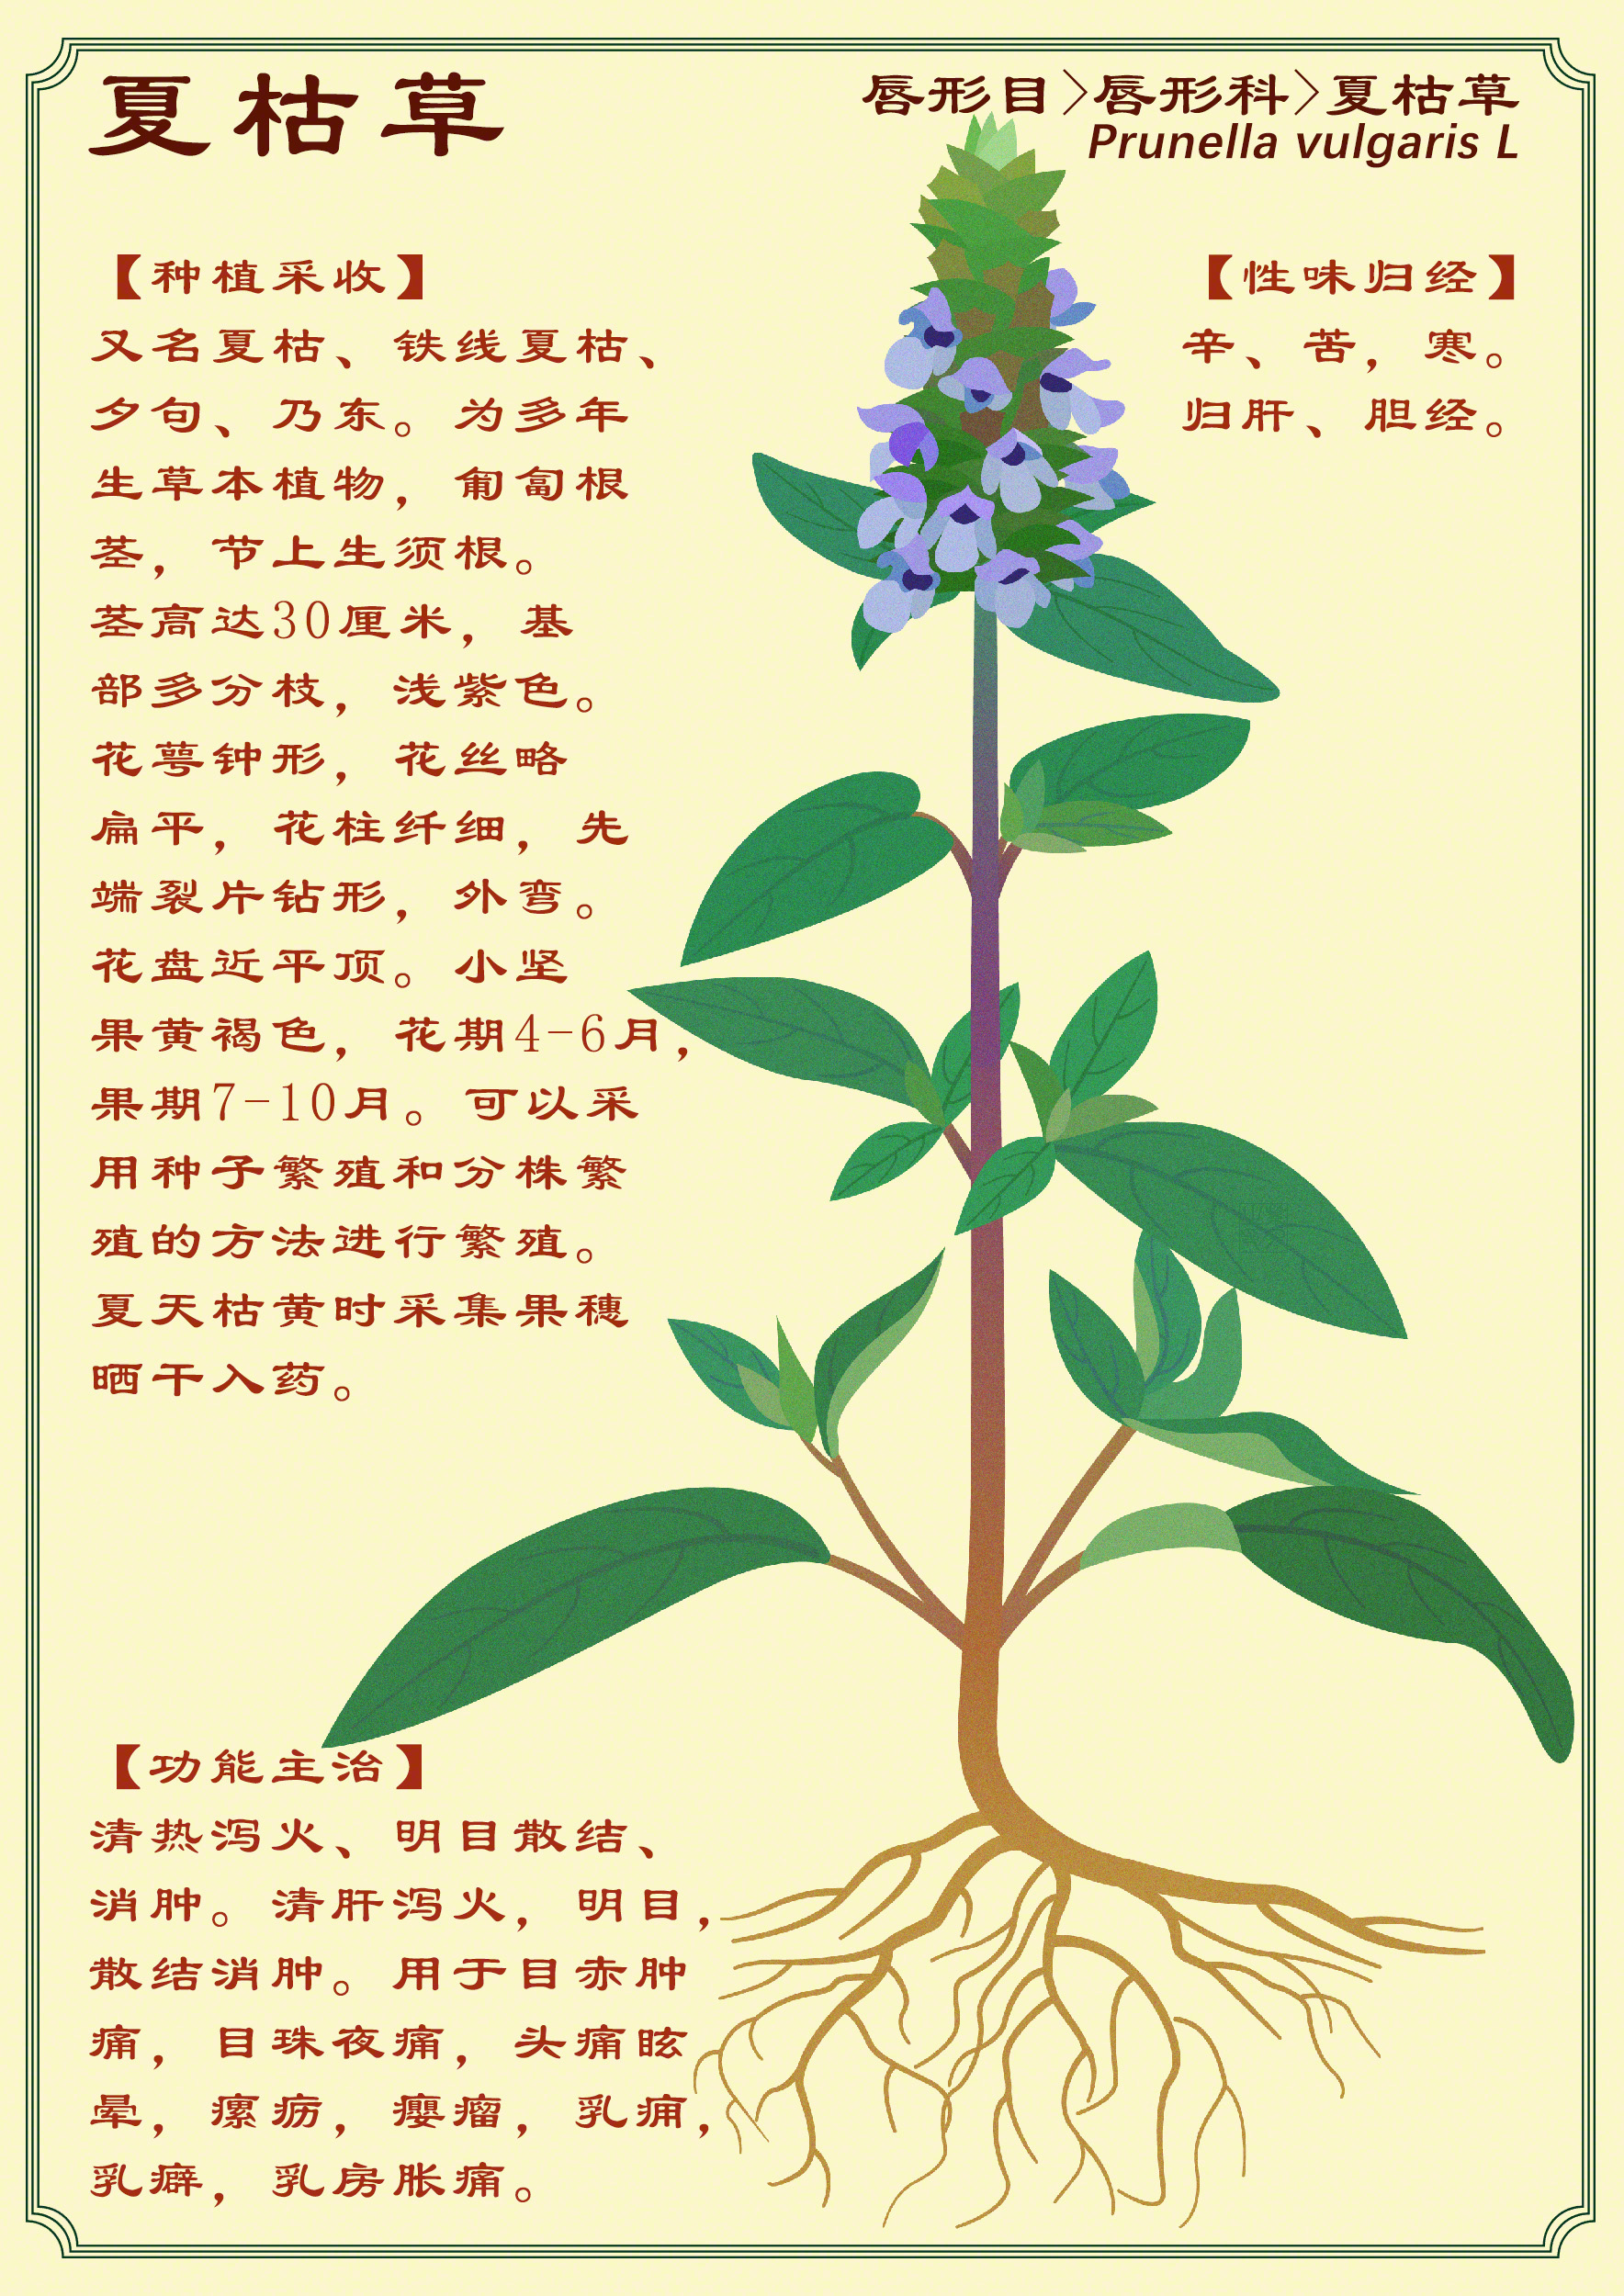 夏枯草
唇形目>唇形科>夏枯草
Prunella vulgaris L
【种植采收】
又名夏枯、铁线夏枯、
夕句、乃东。为多年
生草本植物，葡匐根
茎，节上生须根。
茎高达30厘米，基
部多分枝，浅紫色。
花萼钟形，花丝略
扁平，花柱纤细，先
端裂片钻形，外弯。
花盘近平顶。小坚
果黄褐色，花期4-6月，
果期7-10月。可以采
用种子繁殖和分株繁
殖的方法进行繁殖。
夏天枯黄时采集果穗
晒干入药。
【性味归经】
辛、苦，寒。
归肝、胆经。
【功能主治】
清热泻火、明目散结、
消肿。清肝泻火，明目，
散结消肿。用于目赤肿
痛，目珠夜痛，头痛眩
晕，瘰疬，瘿瘤，乳痈，
乳癖，乳房胀痛。